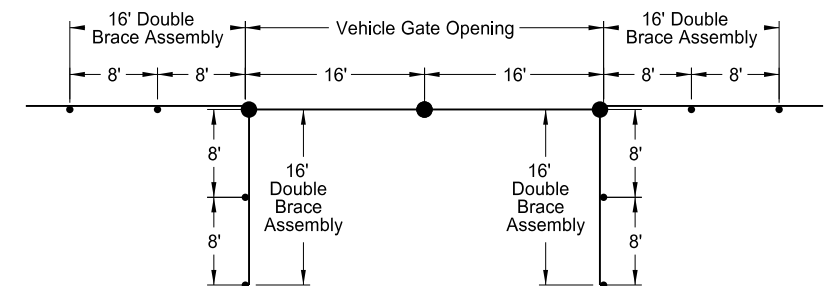 16' Double
Brace Assembly
Vehicle Gate Opening
16' Double
Brace Assembly
8'
8'
16'
16'
8'
8'
8'
16'
Double
Brace
Assembly
8'
16'
Double
Brace
Assembly
8'
8'